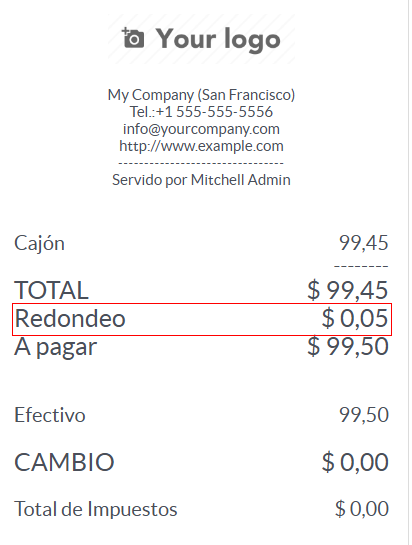 Your logo
My Company (San Francisco)
Tel.:+1 555-555-5556
info@yourcompany.com
http://www.example.com
--------------------------------
Servido por Mitchell Admin
Cajón 99,45
--------
TOTAL $ 99,45
Redondeo $ 0,05
A pagar $ 99,50
Efectivo 99,50
CAMBIO $ 0,00
Total de Impuestos $ 0,00